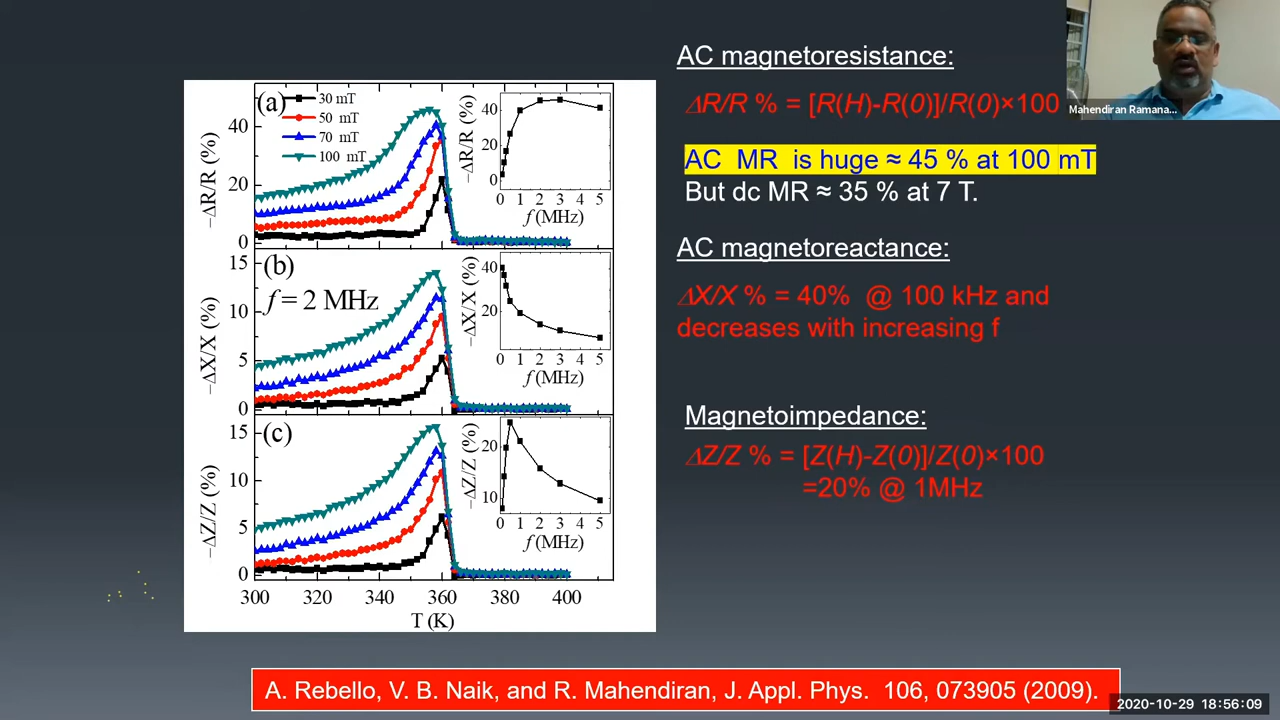 (a)
30 mT
50 mT
70 mT
100 mT
−ΔR/R (%)
40
20
0
−ΔR/R (%)
40
20
0
0 1 2 3 4 5
f (MHz)
(b)
f = 2 MHz
−ΔX/X (%)
15
10
5
0
−ΔX/X (%)
40
20
0 1 2 3 4 5
f (MHz)
(c)
−ΔZ/Z (%)
15
10
5
0
−ΔZ/Z (%)
20
10
0 1 2 3 4 5
f (MHz)
300 320 340 360 380 400
T (K)
AC magnetoresistance:
ΔR/R % = [R(H)-R(0)]/R(0)×100
AC MR is huge ≈ 45 % at 100 mT
But dc MR ≈ 35 % at 7 T.
AC magnetoreactance:
ΔX/X % = 40% @ 100 kHz and
decreases with increasing f
Magnetoimpedance:
ΔZ/Z % = [Z(H)-Z(0)]/Z(0)×100
=20% @ 1MHz
Mahendiran Ramana...
A. Rebello, V. B. Naik, and R. Mahendiran, J. Appl. Phys. 106, 073905 (2009).
2020-10-29 18:56:09